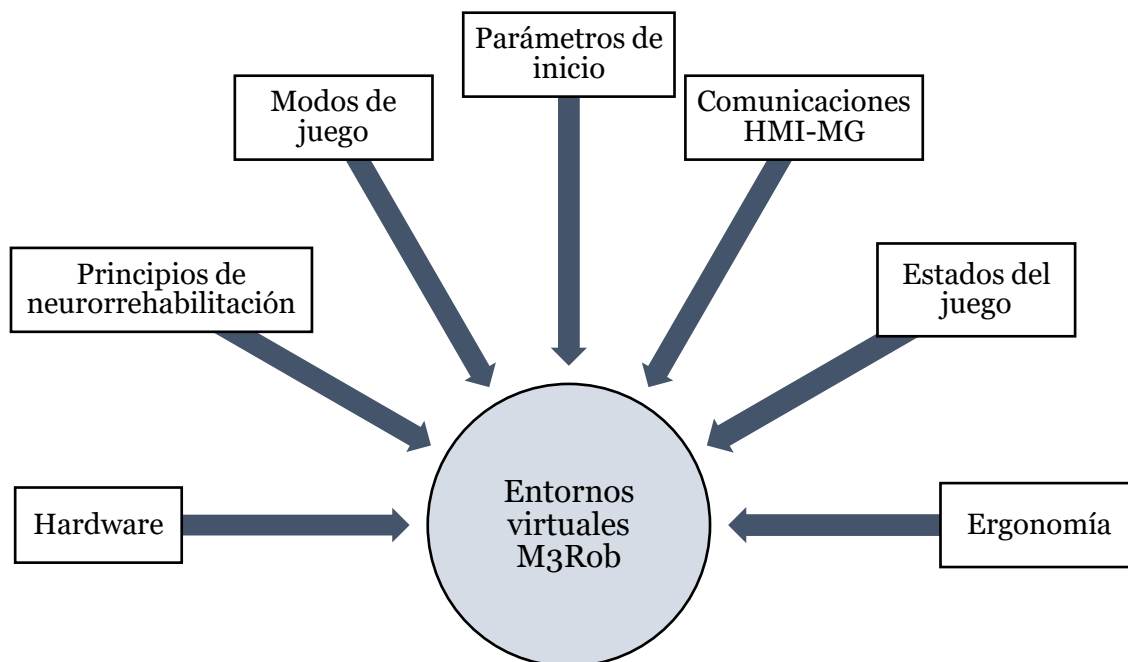 Parámetros de
inicio
Modos de
juego
Comunicaciones
HMI-MG
Principios de
neurorrehabilitación
Estados del
juego
Hardware
Entornos
virtuales
M3Rob
Ergonomía